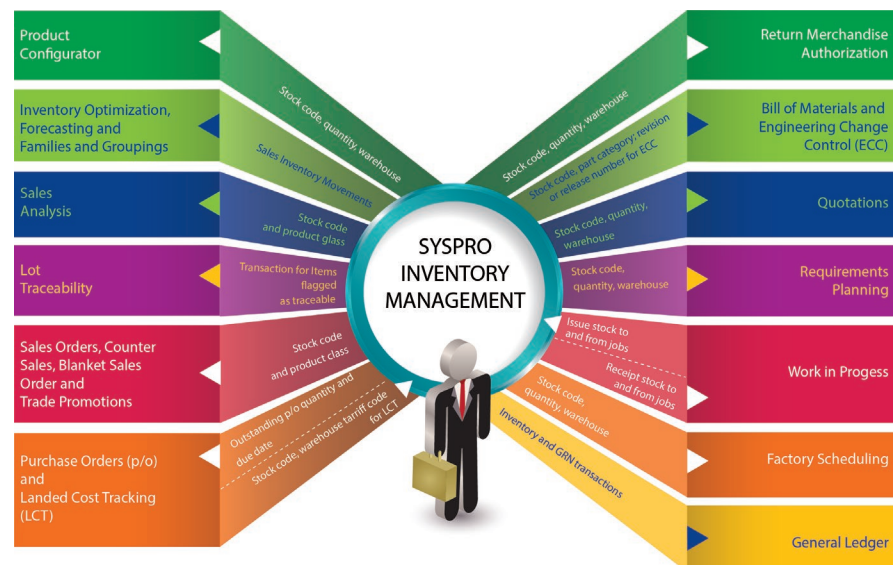 Product
Configurator
Stock code, quantity, warehouse
Inventory Optimization,
Forecasting and
Families and Groupings
Sales Inventory Movements
Sales
Analysis
Stock code
and product glass
Lot
Traceability
Transaction for Items
flagged
as traceable
Sales Orders, Counter
Sales, Blanket Sales
Order and
Trade Promotions
Stock code
and product class
Purchase Orders (p/o)
and
Landed Cost Tracking
(LCT)
Outstanding p/o quantity and
due date
Stock code, warehouse tarriff code
for LCT
SYSPRO
INVENTORY
MANAGEMENT
Return Merchandise
Authorization
Stock code, quantity, warehouse
Bill of Materials and
Engineering Change
Control (ECC)
Stock code, part category; revision
or release number for ECC
Quotations
Stock code, quantity,
warehouse
Requirements
Planning
Stock code,
quantity, warehouse
Work in Progess
Issue stock to
and from jobs
Receipt stock to
and from jobs
Factory Scheduling
Stock code,
quantity, warehouse
General Ledger
Inventory and GRN transactions